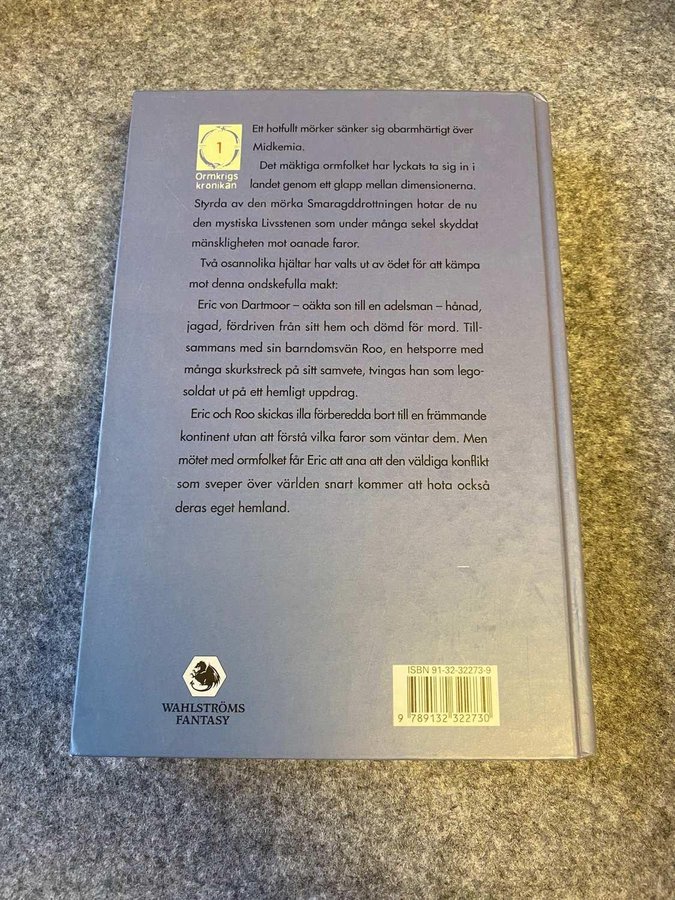 1
Ormkrigs
krönikan
Ett hotfullt mörker sänker sig obarmhärtigt över
Midkemia.
Det mäktiga ormfolket har lyckats ta sig in i
landet genom ett glapp mellan dimensionerna.
Styrda av den mörka Smaragddrottningen hotar de nu
den mystiska Livsstenen som under många sekel skyddat
mänskligheten mot oanade faror.
Två osannolika hjältar har valts ut av ödet för att kämpa
mot denna ondskefulla makt:
Eric von Dartmoor – oäkta son till en adelsman – hånad,
jagad, fördriven från sitt hem och dömd för mord. Till-
sammans med sin barndomsvän Roo, en hetsporre med
många skurkstreck på sitt samvete, tvingas han som lego-
soldat ut på ett hemligt uppdrag.
Eric och Roo skickas illa förberedda bort till en främmande
kontinent utan att förstå vilka faror som väntar dem. Men
mötet med ormfolket får Eric att ana att den väldiga konflikt
som sveper över världen snart kommer att hota också
deras eget hemland.
WAHLSTRÖMS
FANTASY
ISBN 91-32-32273-9
9 789132 322730